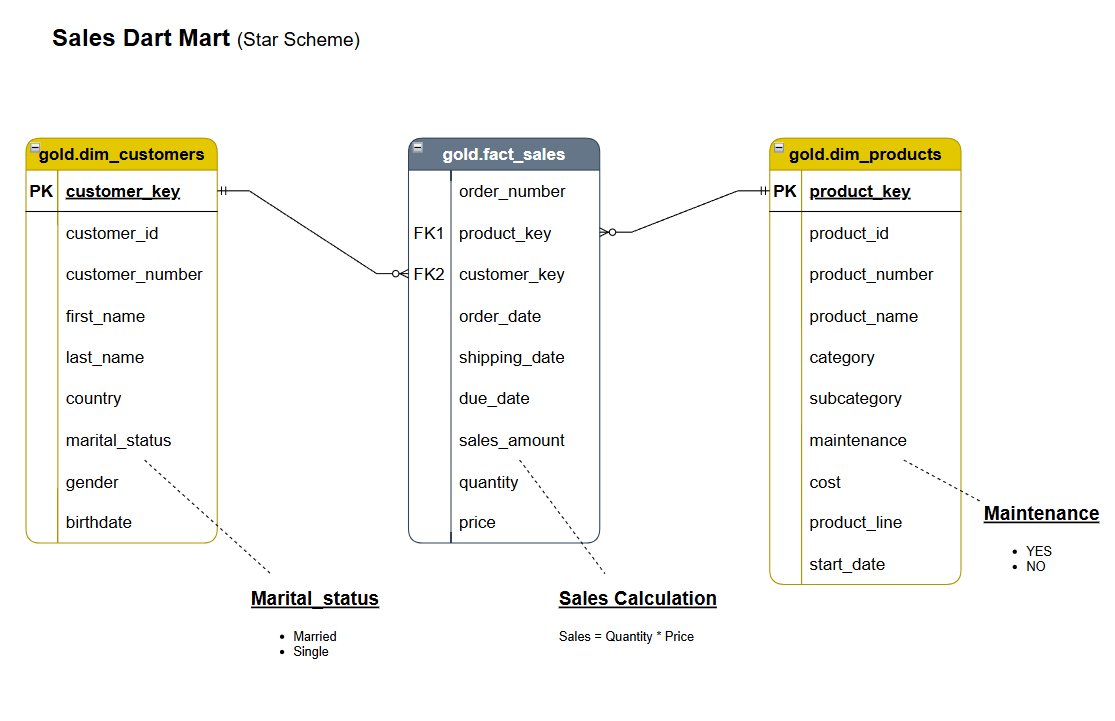 Sales Dart Mart (Star Scheme)
gold.dim_customers
PK customer_key
customer_id
customer_number
first_name
last_name
country
marital_status
gender
birthdate
gold.fact_sales
order_number
FK1 product_key
FK2 customer_key
order_date
shipping_date
due_date
sales_amount
quantity
price
gold.dim_products
PK product_key
product_id
product_number
product_name
category
subcategory
maintenance
cost
product_line
start_date
Marital_status
Married
Single
Sales Calculation
Sales = Quantity * Price
Maintenance
YES
NO